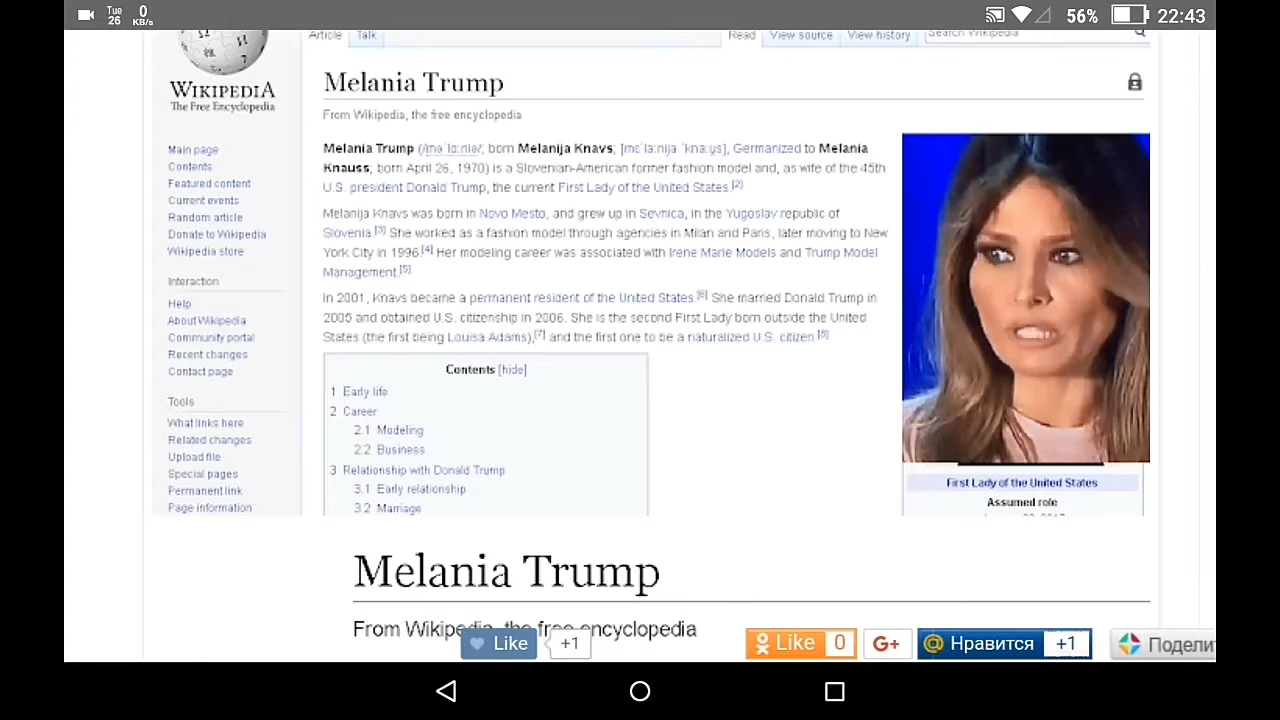 Tue 26
0 KB/s
56% 22:43
Article Talk Read View source View history Search Wikipedia
WIKIPEDIA
The Free Encyclopedia
Main page
Contents
Featured content
Current events
Random article
Donate to Wikipedia
Wikipedia store
Interaction
Help
About Wikipedia
Community portal
Recent changes
Contact page
Tools
What links here
Related changes
Upload file
Special pages
Permanent link
Page information
Melania Trump
From Wikipedia, the free encyclopedia
Melania Trump born Melanija Knavs; Germanized to Melania
Knauss; born April 26, 1970) is a Slovenian-American former fashion model and, as wife of the 45th
U.S. president Donald Trump, the current First Lady of the United States.[2]
Melanija Knavs was born in Novo Mesto, and grew up in Sevnica, in the Yugoslav republic of
Slovenia.[3] She worked as a fashion model through agencies in Milan and Paris, later moving to New
York City in 1996.[4] Her modeling career was associated with Irene Marie Models and Trump Model
Management.[5]
In 2001, Knavs became a permanent resident of the United States.[6] She married Donald Trump in
2005 and obtained U.S. citizenship in 2006. She is the second First Lady born outside the United
States (the first being Louisa Adams),[7] and the first one to be a naturalized U.S. citizen.[8]
Contents [hide]
1 Early life
2 Career
2.1 Modeling
2.2 Business
3 Relationship with Donald Trump
3.1 Early relationship
3.2 Marriage
First Lady of the United States
Assumed role
Melania Trump
From Wikipedia, the free encyclopedia
Like +1 Like 0 G+ Нравится +1 Поделит